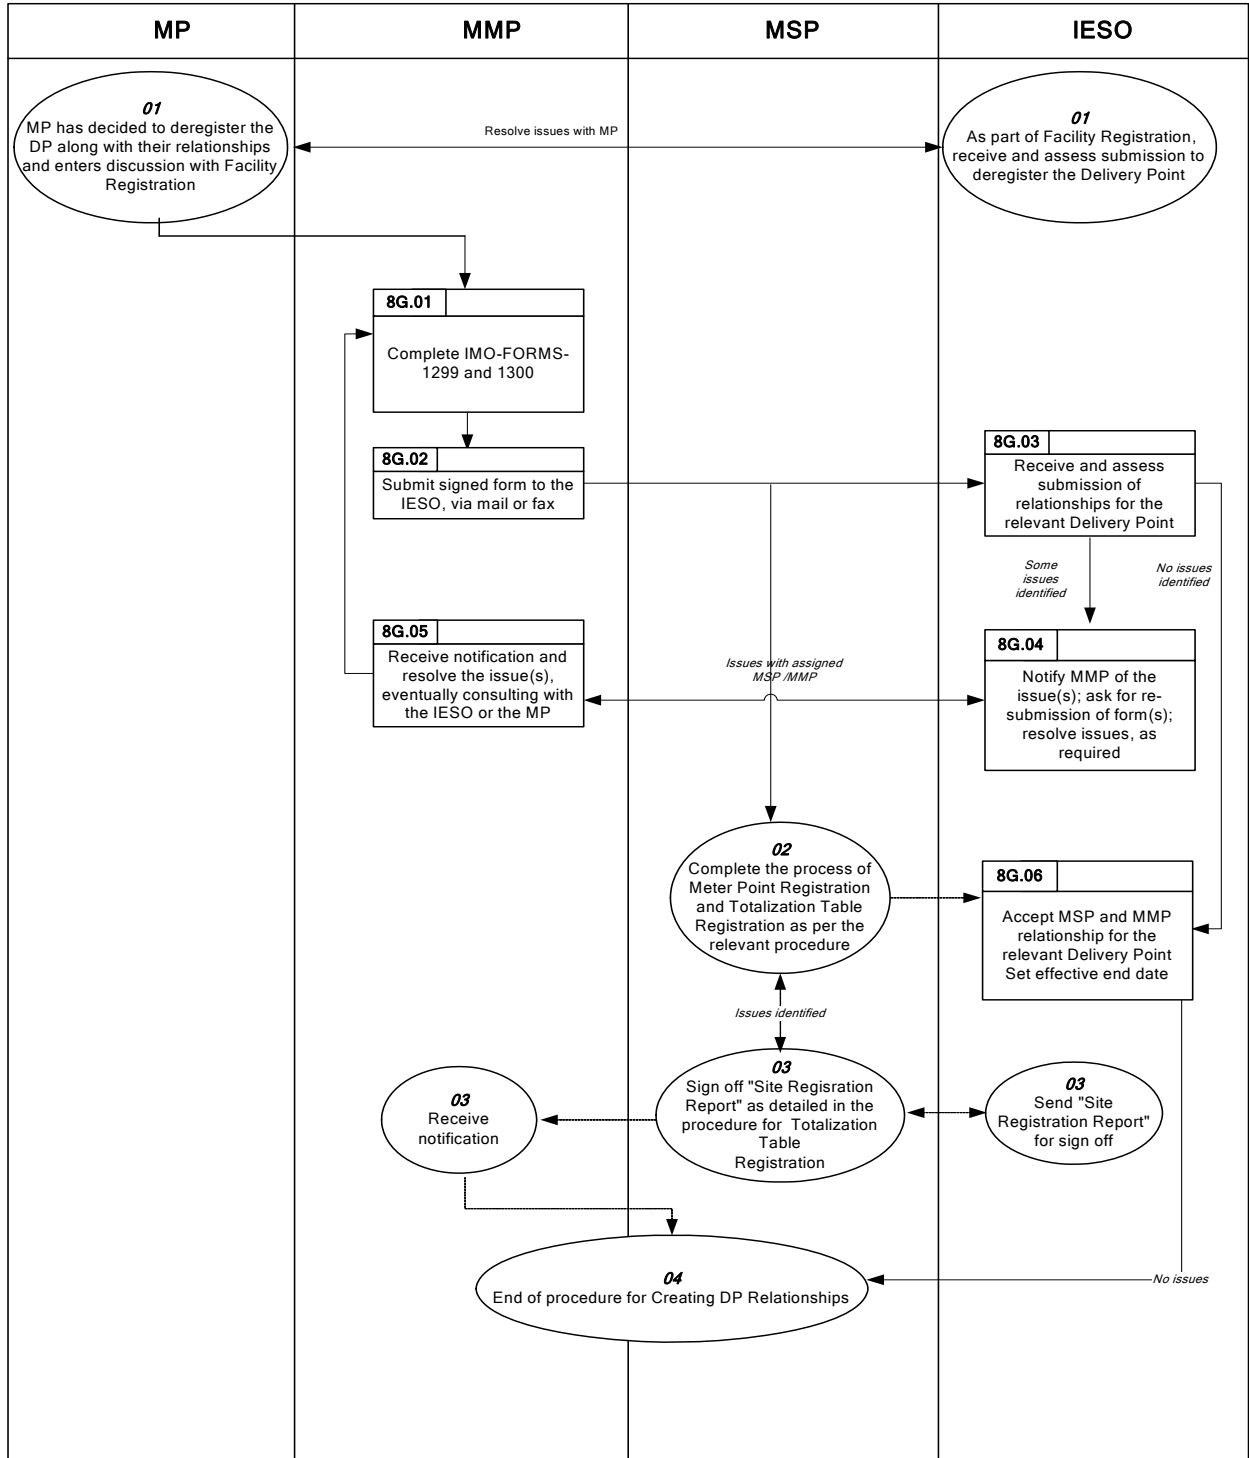 MP
MMP
MSP
IESO
01
MP has decided to deregister the
DP along with their relationships
and enters discussion with Facility
Registration
Resolve issues with MP
01
As part of Facility Registration,
receive and assess submission to
deregister the Delivery Point
8G.01
Complete IMO-FORMS-
1299 and 1300
8G.02
Submit signed form to the
IESO, via mail or fax
8G.03
Receive and assess
submission of
relationships for the
relevant Delivery Point
Some
issues
identified
No issues
identified
8G.05
Receive notification and
resolve the issue(s),
eventually consulting with
the IESO or the MP
Issues with assigned
MSP /MMP
8G.04
Notify MMP of the
issue(s); ask for re-
submission of form(s);
resolve issues, as
required
02
Complete the process of
Meter Point Registration
and Totalization Table
Registration as per the
relevant procedure
8G.06
Accept MSP and MMP
relationship for the
relevant Delivery Point
Set effective end date
Issues identified
03
Receive
notification
03
Sign off "Site Regisration
Report" as detailed in the
procedure for Totalization
Table
Registration
03
Send "Site
Registration Report"
for sign off
04
End of procedure for Creating DP Relationships
No issues